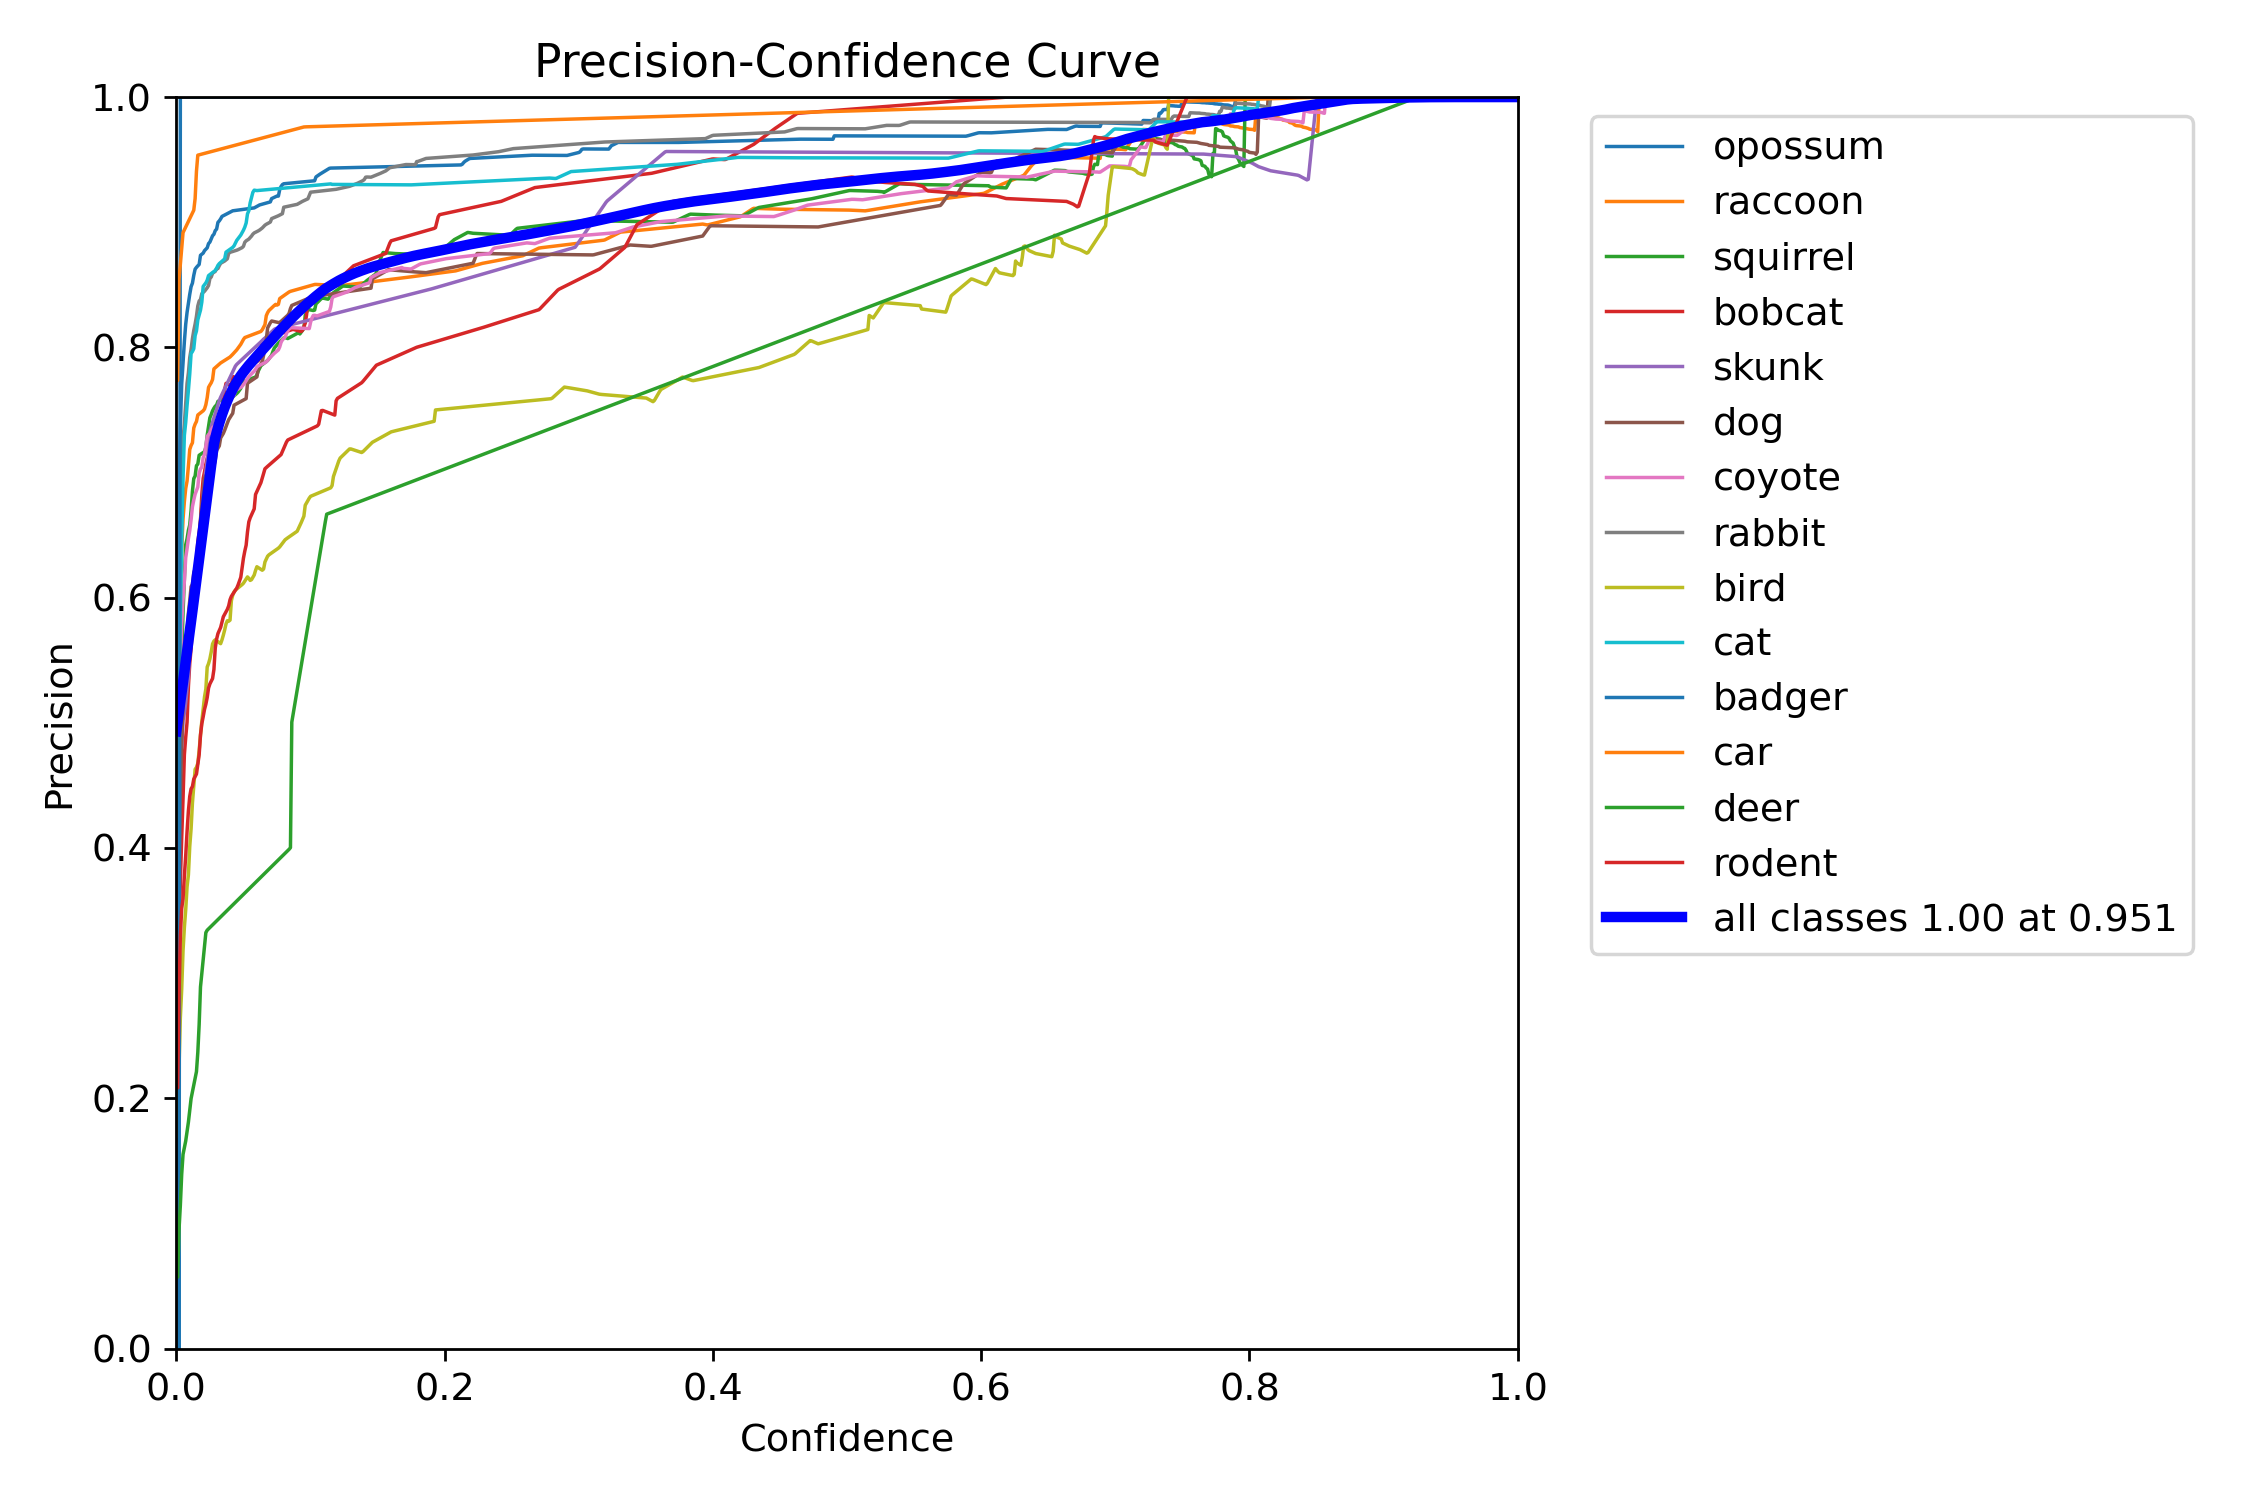 Precision-Confidence Curve
1.0
0.8
0.6
0.4
0.2
0.0
Precision
0.0 0.2 0.4 0.6 0.8 1.0
Confidence
opossum
raccoon
squirrel
bobcat
skunk
dog
coyote
rabbit
bird
cat
badger
car
deer
rodent
all classes 1.00 at 0.951